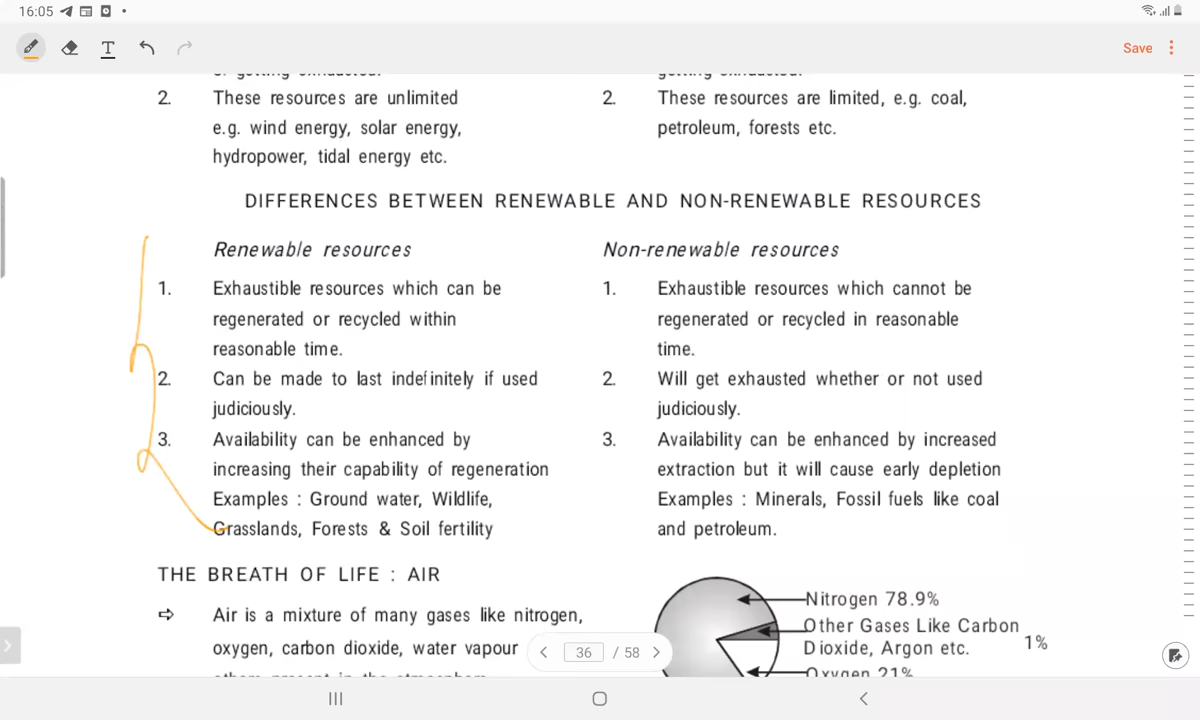 16:05
T
Save
2. These resources are unlimited
e.g. wind energy, solar energy,
hydropower, tidal energy etc.
2. These resources are limited, e.g. coal,
petroleum, forests etc.
DIFFERENCES BETWEEN RENEWABLE AND NON-RENEWABLE RESOURCES
Renewable resources
1. Exhaustible resources which can be
regenerated or recycled within
reasonable time.
2. Can be made to last indefinitely if used
judiciously.
3. Availability can be enhanced by
increasing their capability of regeneration
Examples : Ground water, Wildlife,
Grasslands, Forests & Soil fertility
Non-renewable resources
1. Exhaustible resources which cannot be
regenerated or recycled in reasonable
time.
2. Will get exhausted whether or not used
judiciously.
3. Availability can be enhanced by increased
extraction but it will cause early depletion
Examples : Minerals, Fossil fuels like coal
and petroleum.
THE BREATH OF LIFE : AIR
⇨ Air is a mixture of many gases like nitrogen,
oxygen, carbon dioxide, water vapour
Nitrogen 78.9%
Other Gases Like Carbon
Dioxide, Argon etc. 1%
Oxygen 21%
36 / 58